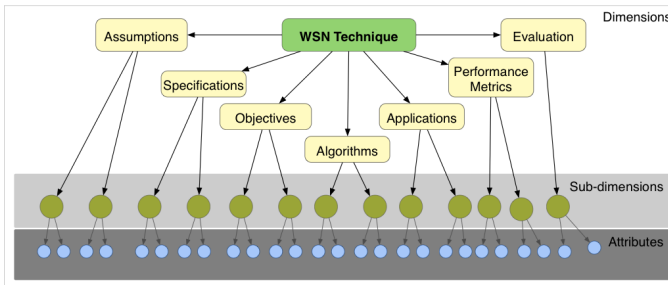 Dimensions
Assumptions
WSN Technique
Evaluation
Specifications
Performance
Metrics
Objectives
Applications
Algorithms
Sub-dimensions
Attributes